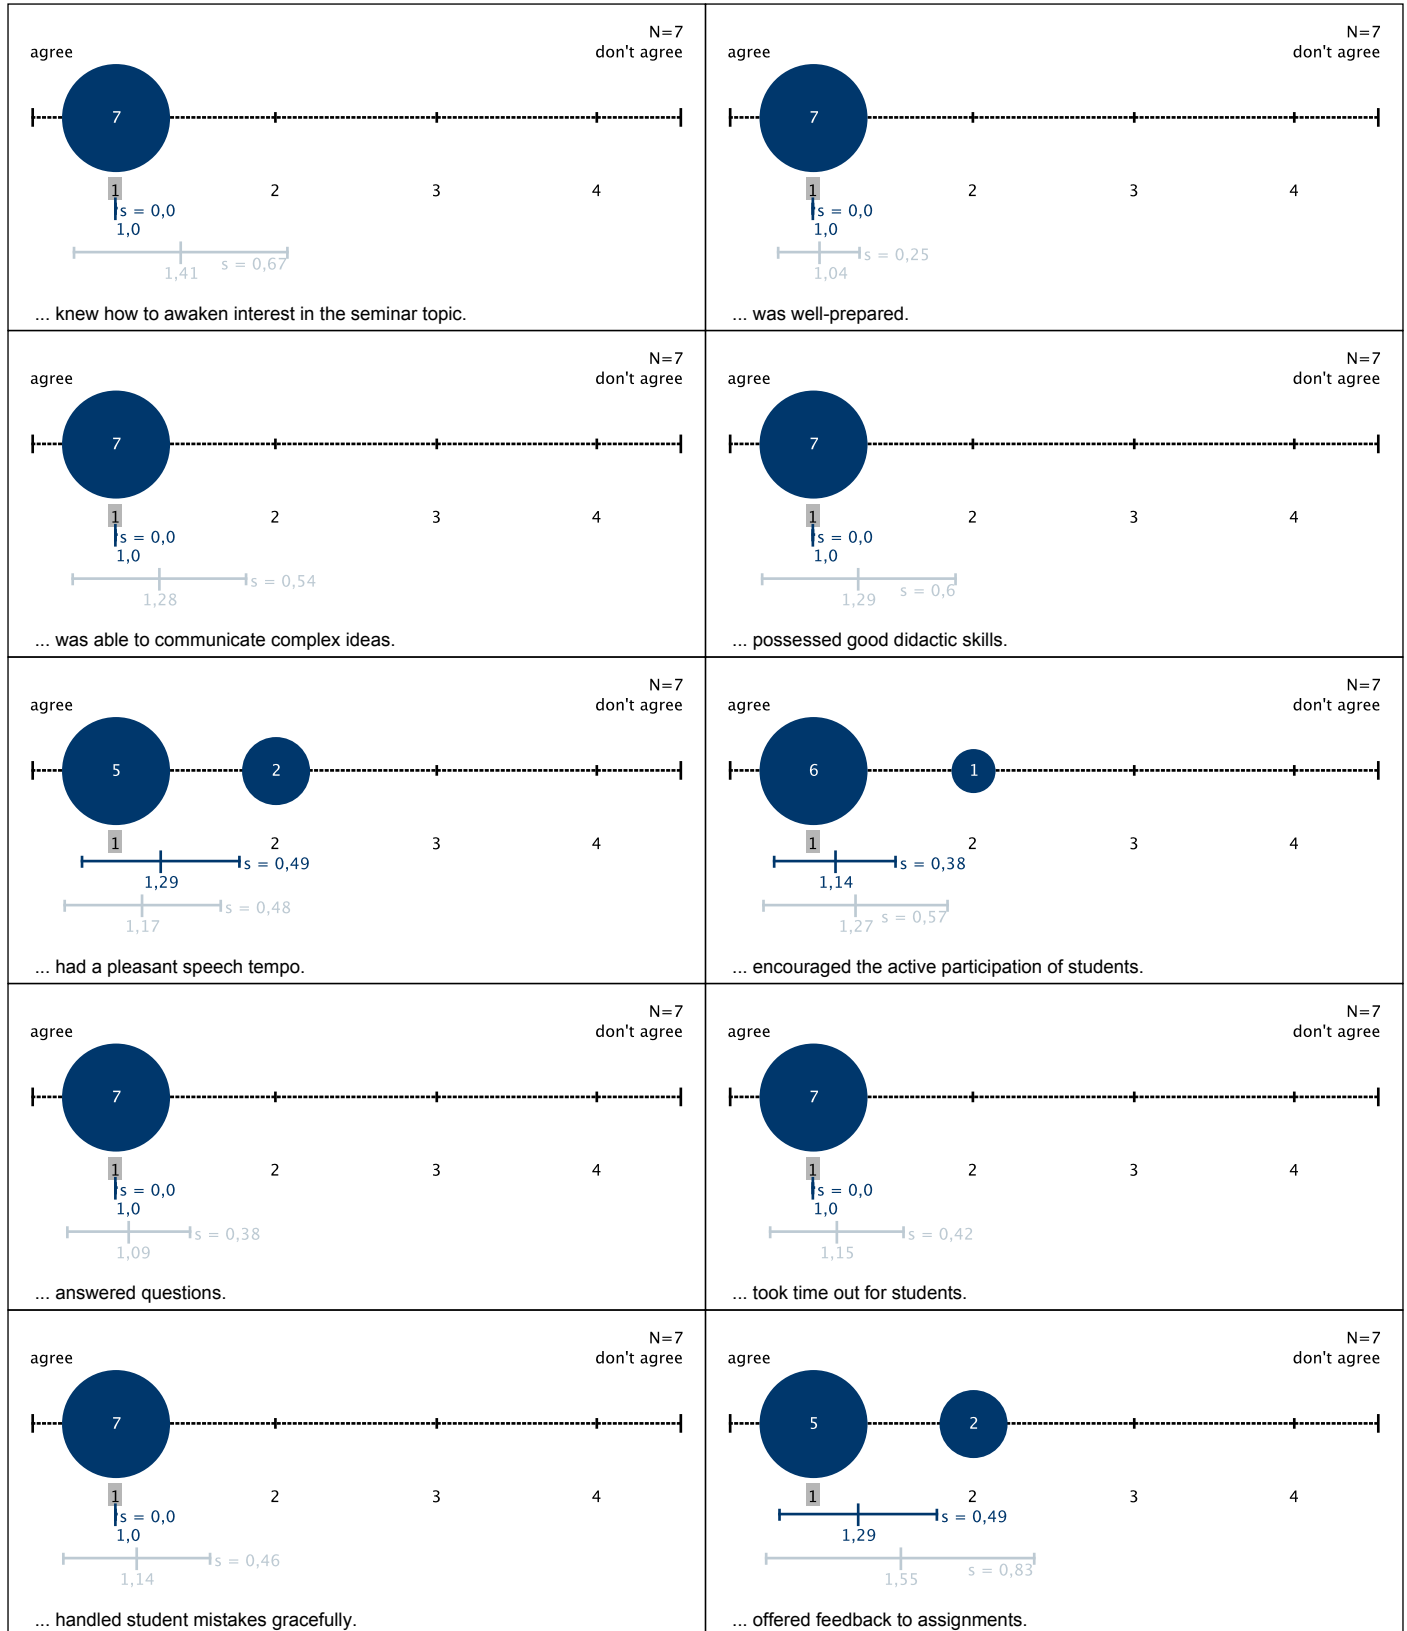 N=7
agree don't agree
7
1 2 3 4
s = 0,0
1,0
s = 0,67
1,41
... knew how to awaken interest in the seminar topic.
N=7
agree don't agree
7
1 2 3 4
s = 0,0
1,0
s = 0,25
1,04
... was well-prepared.
N=7
agree don't agree
7
1 2 3 4
s = 0,0
1,0
s = 0,54
1,28
... was able to communicate complex ideas.
N=7
agree don't agree
7
1 2 3 4
s = 0,0
1,0
s = 0,6
1,29
... possessed good didactic skills.
N=7
agree don't agree
5 2
1 2 3 4
s = 0,49
1,29
s = 0,48
1,17
... had a pleasant speech tempo.
N=7
agree don't agree
6 1
1 2 3 4
s = 0,38
1,14
s = 0,57
1,27
... encouraged the active participation of students.
N=7
agree don't agree
7
1 2 3 4
s = 0,0
1,0
s = 0,38
1,09
... answered questions.
N=7
agree don't agree
7
1 2 3 4
s = 0,0
1,0
s = 0,42
1,15
... took time out for students.
N=7
agree don't agree
7
1 2 3 4
s = 0,0
1,0
s = 0,46
1,14
... handled student mistakes gracefully.
N=7
agree don't agree
5 2
1 2 3 4
s = 0,49
1,29
s = 0,83
1,55
... offered feedback to assignments.